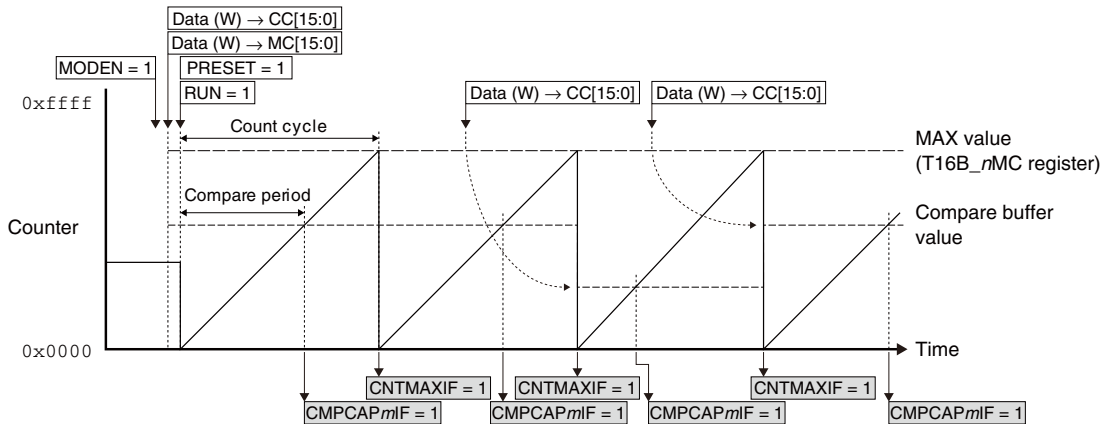 Data (W) → CC[15:0]
Data (W) → MC[15:0]
MODEN = 1
PRESET = 1
RUN = 1
Data (W) → CC[15:0]
Data (W) → CC[15:0]
0xffff
Count cycle
MAX value
(T16B_nMC register)
Compare period
Counter
Compare buffer
value
0x0000
Time
CNTMAXIF = 1
CNTMAXIF = 1
CNTMAXIF = 1
CMPCAPmIF = 1
CMPCAPmIF = 1
CMPCAPmIF = 1
CMPCAPmIF = 1